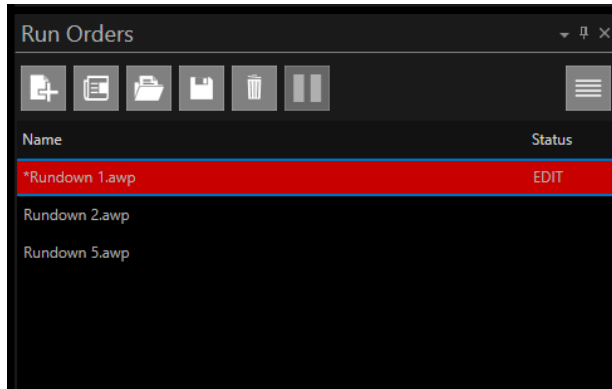 Run Orders
Name Status
*Rundown 1.awp EDIT
Rundown 2.awp
Rundown 5.awp